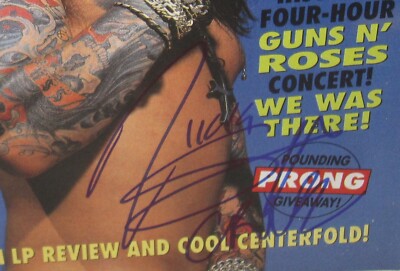 FOUR-HOUR
GUNS N'
ROSES
CONCERT!
WE WAS
THERE!
POUNDING
PRONG
GIVEAWAY!
LP REVIEW AND COOL CENTERFOLD!